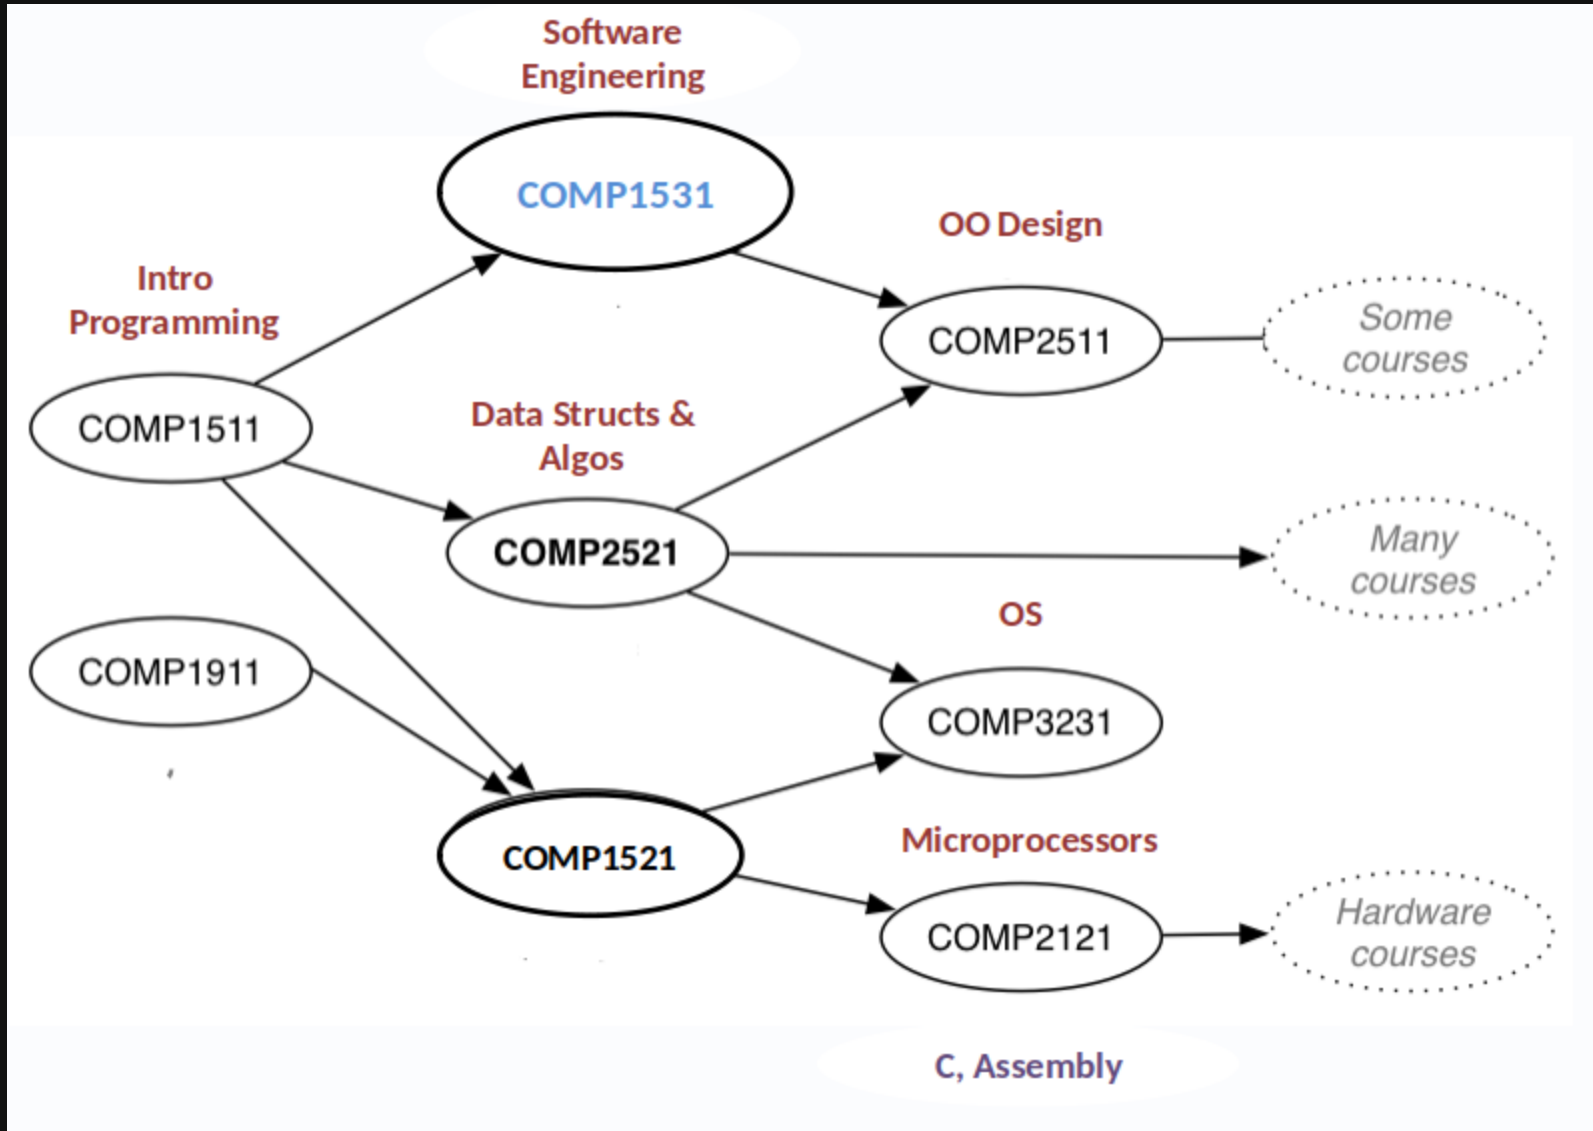 Software
Engineering
COMP1531
OO Design
Intro
Programming
COMP2511
Some
courses
COMP1511
Data Structs &
Algos
COMP2521
Many
courses
OS
COMP1911
COMP3231
Microprocessors
COMP1521
COMP2121
Hardware
courses
C, Assembly